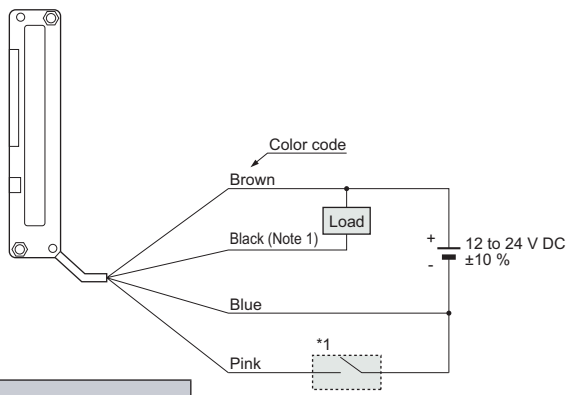 Color code
Brown
Load
Black (Note 1)
+ 12 to 24 V DC
- ±10 %
Blue
*1
Pink